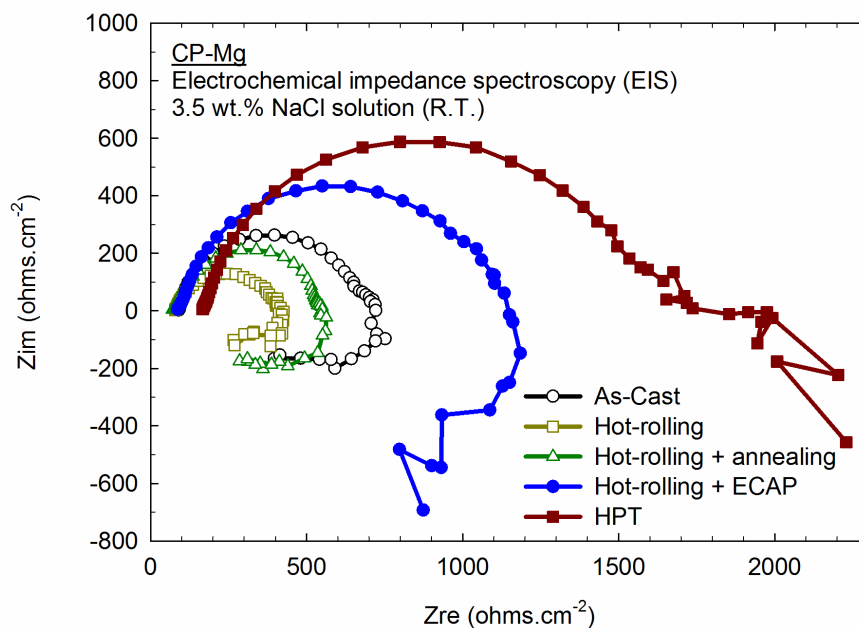 CP-Mg
Electrochemical impedance spectroscopy (EIS)
3.5 wt.% NaCl solution (R.T.)
1000
800
600
400
200
0
-200
-400
-600
-800
Zim (ohms.cm-2)
As-Cast
Hot-rolling
Hot-rolling + annealing
Hot-rolling + ECAP
HPT
0 500 1000 1500 2000
Zre (ohms.cm-2)